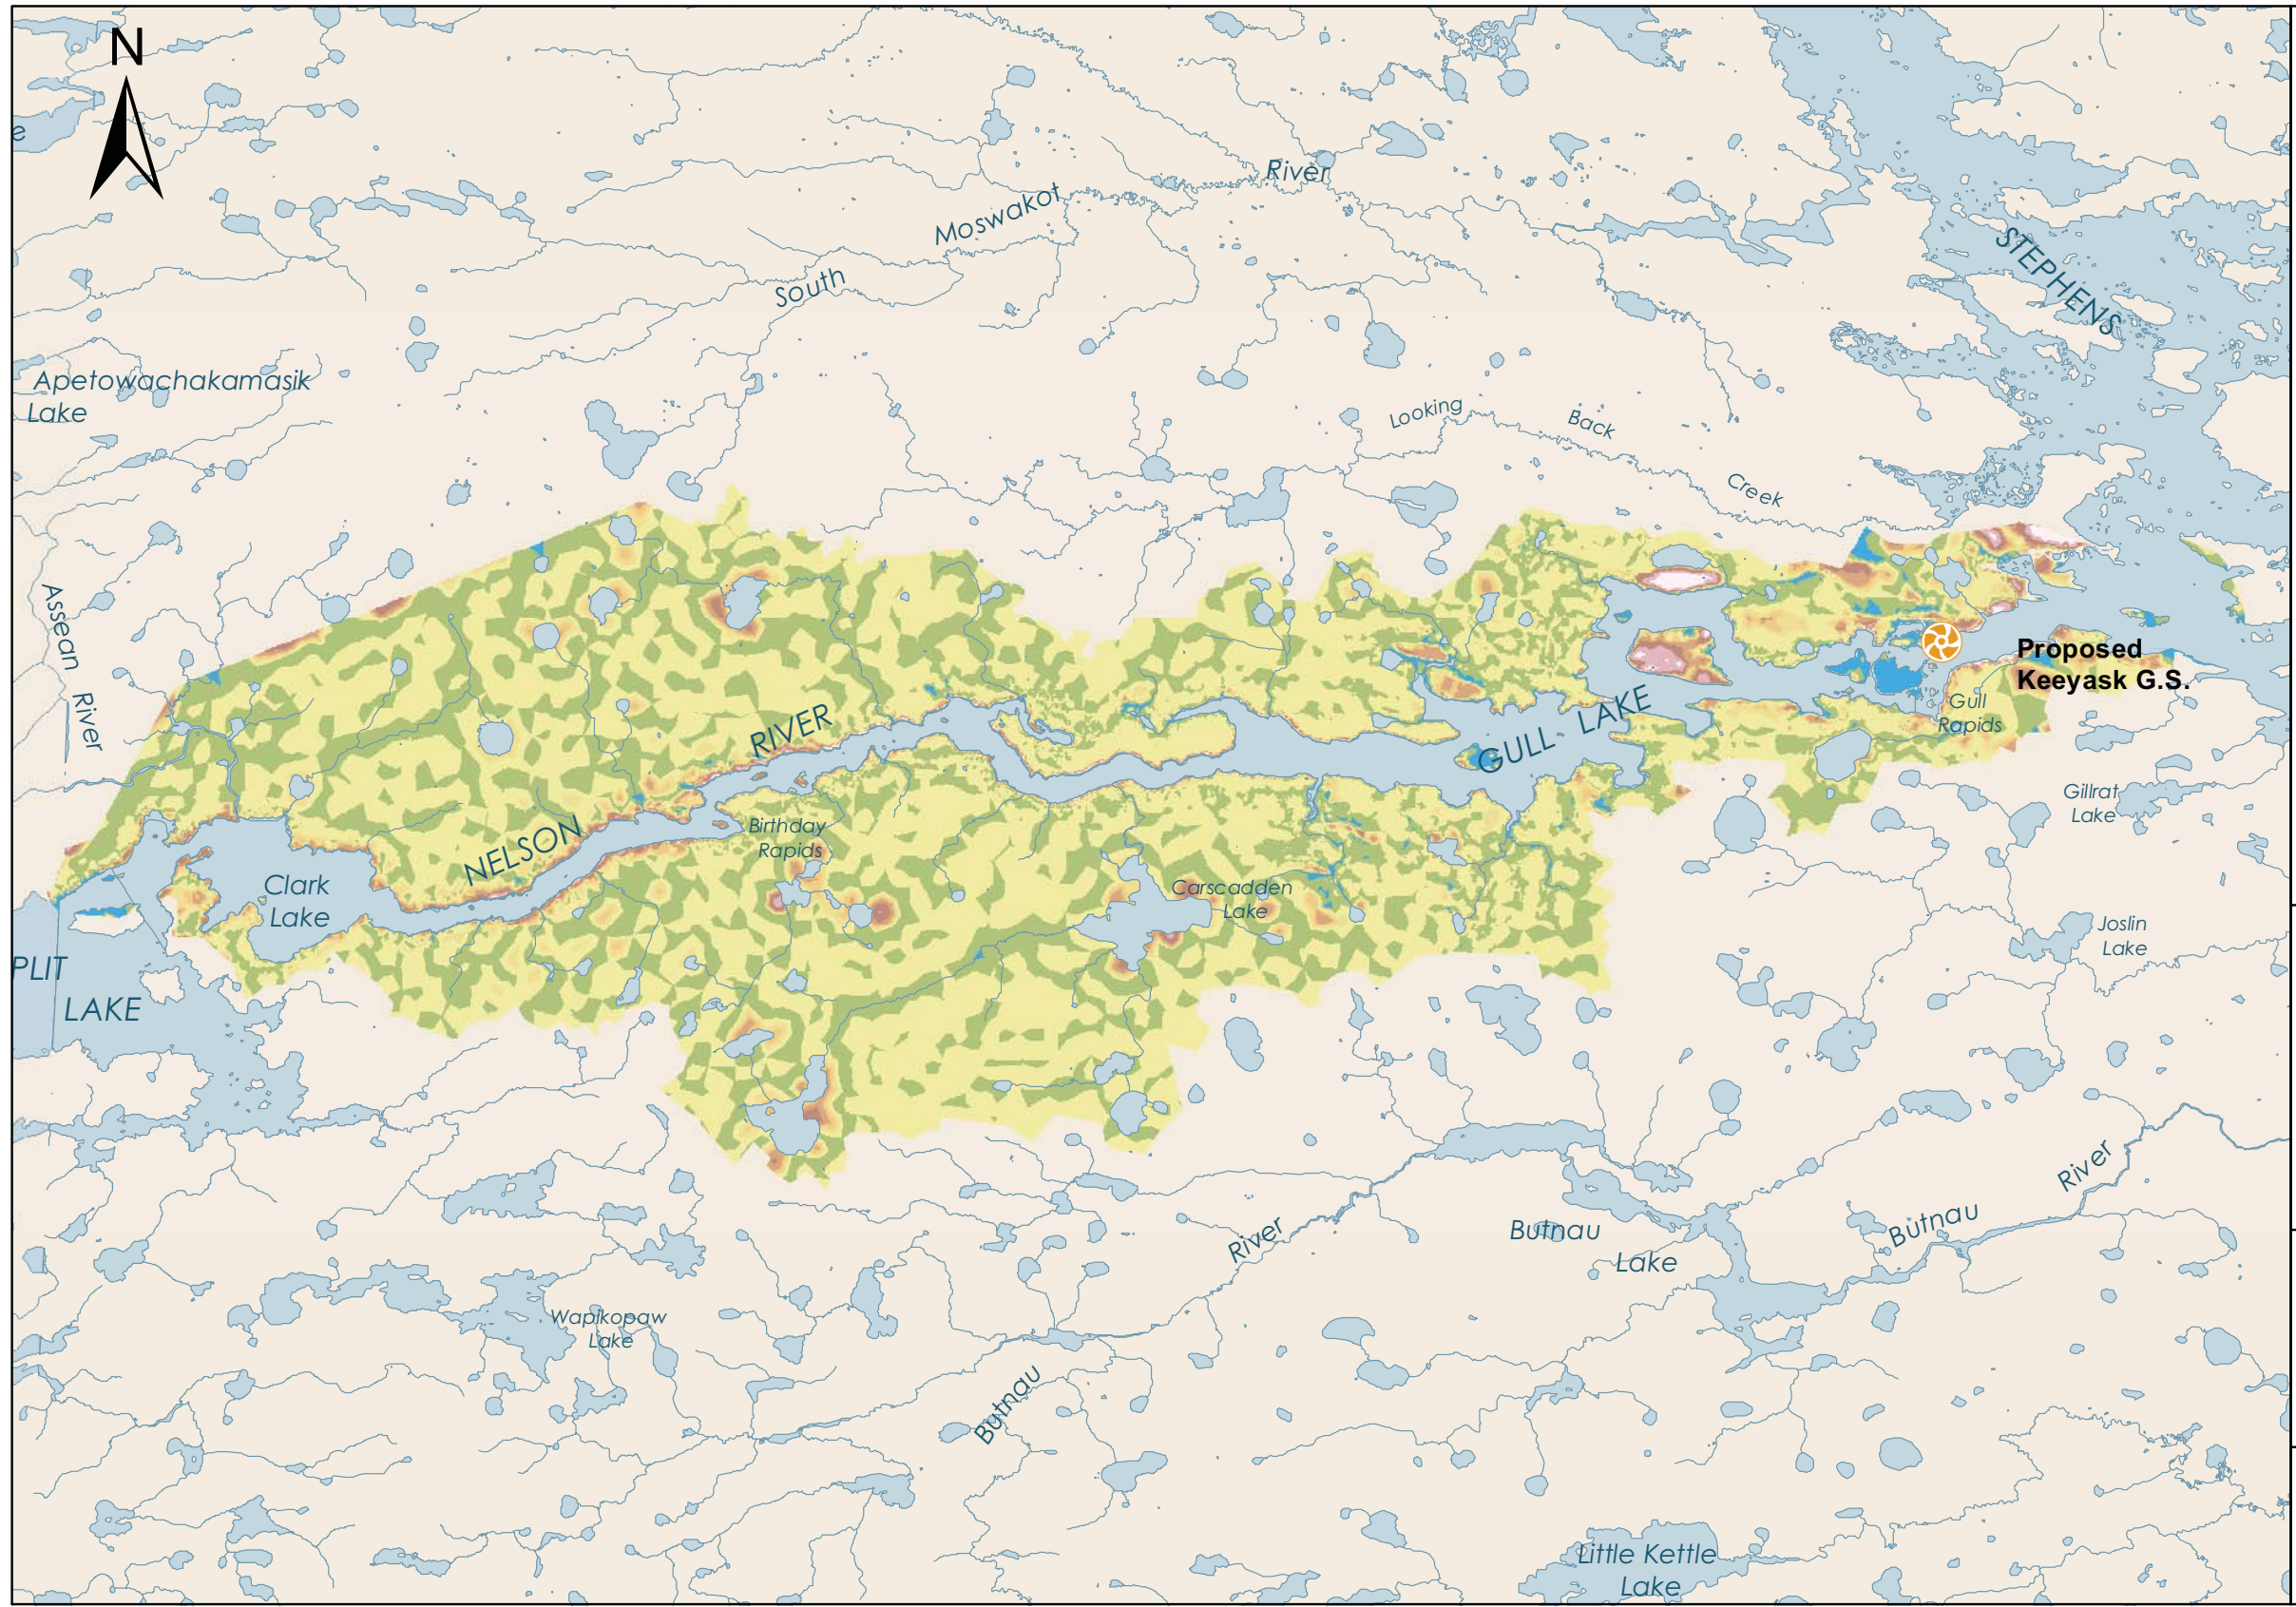 N
e
River
Moswakot
South
STEPHENS
Apetowachakamasik
Lake
Looking
Back
Creek
Assean
River
Proposed
Keeyask G.S.
Gull
Rapids
RIVER
GULL LAKE
NELSON
Birthday
Rapids
Gillrat
Lake
Clark
Lake
Carscadden
Lake
Joslin
Lake
PLIT
LAKE
River
Butnau
Lake
Butnau
River
Wapikopaw
Lake
Butnau
Little Kettle
Lake